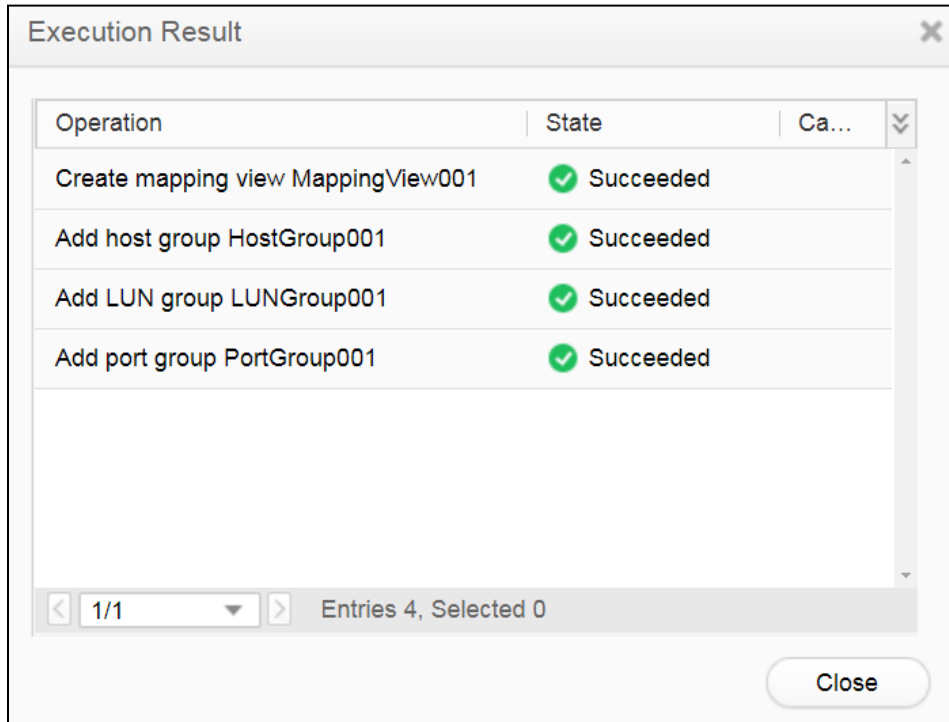 Execution Result
Operation State Ca...
Create mapping view MappingView001 Succeeded
Add host group HostGroup001 Succeeded
Add LUN group LUNGroup001 Succeeded
Add port group PortGroup001 Succeeded
1/1 Entries 4, Selected 0
Close